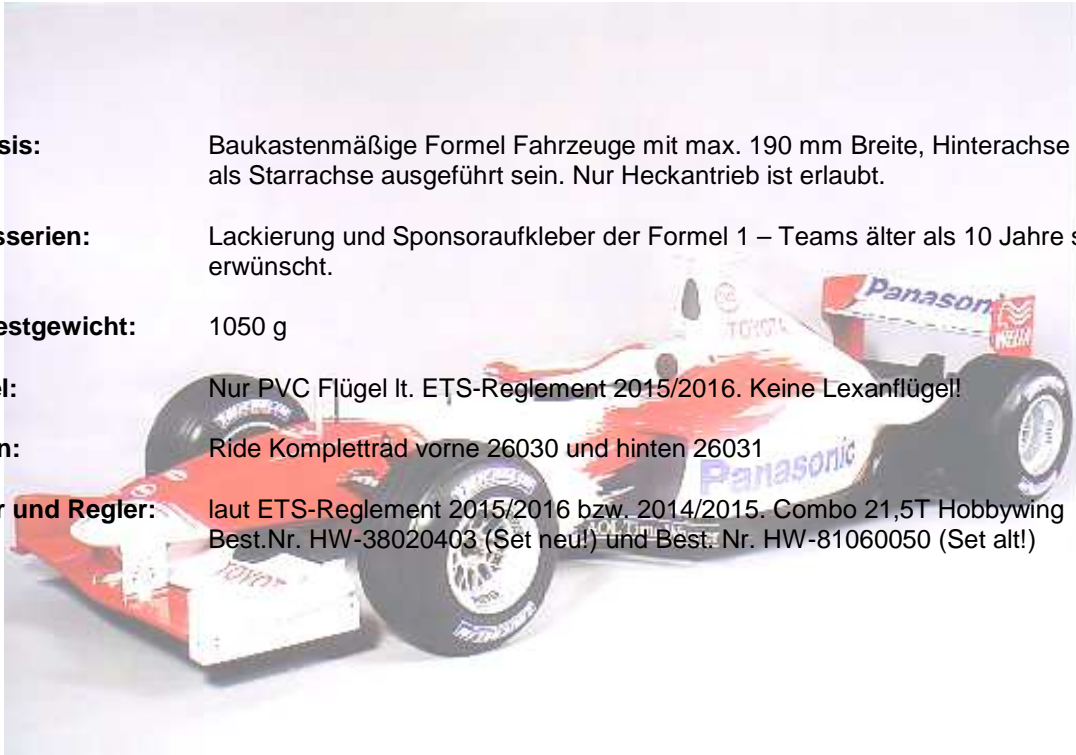 sis: Baukastenmäßige Formel Fahrzeuge mit max. 190 mm Breite, Hinterachse
als Starrachse ausgeführt sein. Nur Heckantrieb ist erlaubt.
sserien: Lackierung und Sponsoraufkleber der Formel 1 – Teams älter als 10 Jahre s
erwünscht.
estgewicht: 1050 g
el: Nur PVC Flügel lt. ETS-Reglement 2015/2016. Keine Lexanflügel!
n: Ride Komplettrad vorne 26030 und hinten 26031
r und Regler: laut ETS-Reglement 2015/2016 bzw. 2014/2015. Combo 21,5T Hobbywing
Best.Nr. HW-38020403 (Set neu!) und Best. Nr. HW-81060050 (Set alt!)
Panason
TOYOTA
Panasonic
TOYOTA